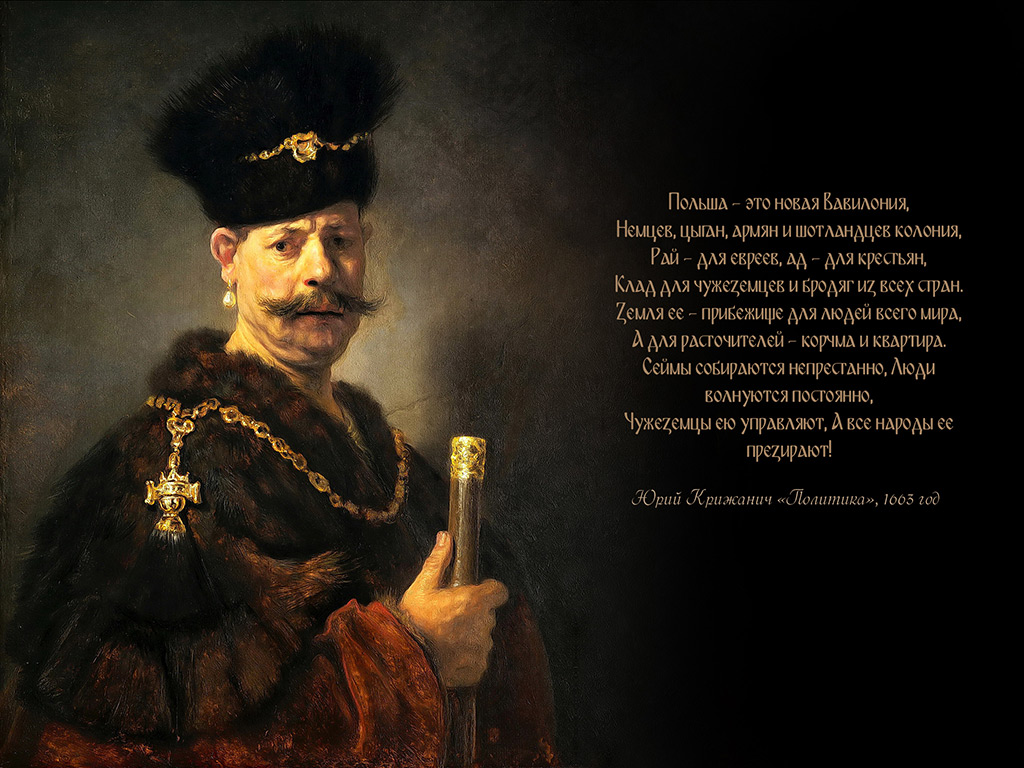 Польша – это новая Вавилония,
Немцев, цыган, армян и шотландцев колония,
Рай – для евреев, ад – для крестьян,
Клад для чужеземцев и бродяг из всех стран.
Земля ее – прибежище для людей всего мира,
А для расточителей – корчма и квартира.
Сеймы собираются непрестанно, Люди
волнуются постоянно,
Чужеземцы ею управляют, А все народы ее
презирают!
Юрий Крижанич «Политика», 1663 год